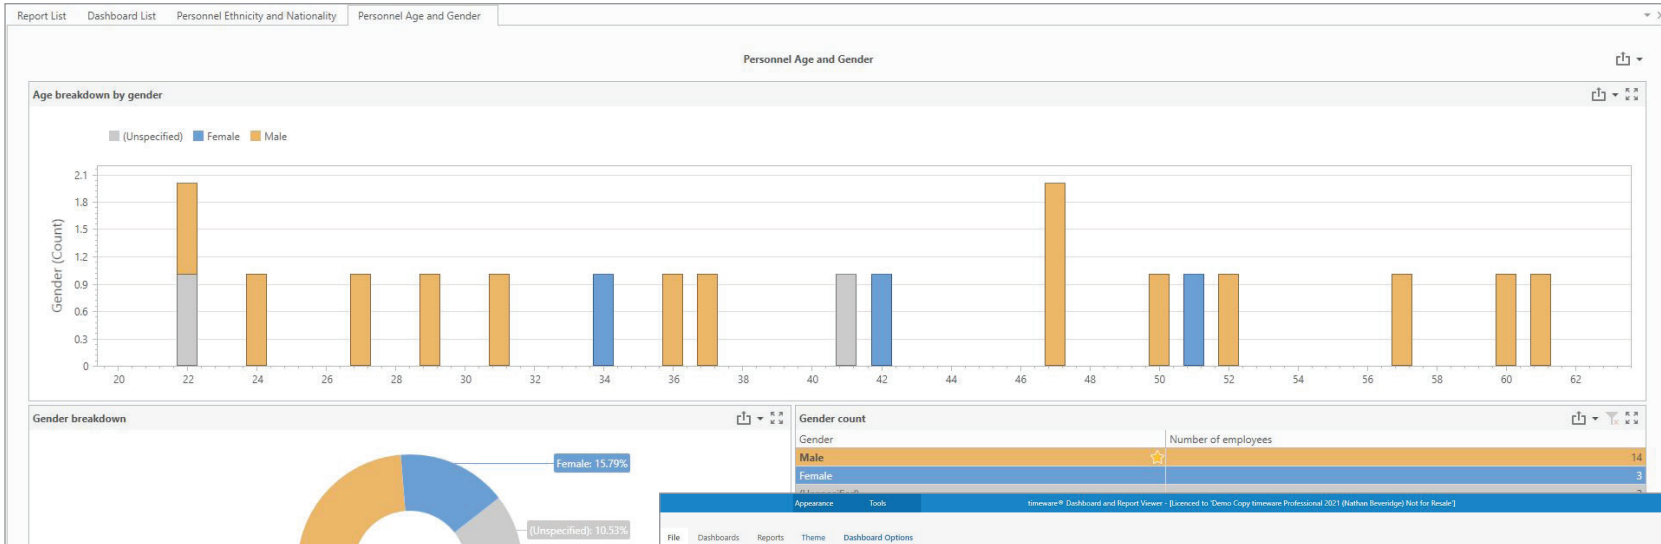 Report List Dashboard List Personnel Ethnicity and Nationality Personnel Age and Gender
Personnel Age and Gender
Age breakdown by gender
(Unspecified) Female Male
Gender (Count)
2.1
1.8
1.5
1.2
0.9
0.6
0.3
0
20 22 24 26 28 30 32 34 36 38 40 42 44 46 48 50 52 54 56 58 60 62
Gender breakdown
Female: 15.79%
(Unspecified): 10.53%
Gender count
Gender Number of employees
Male 14
Female 3
Appearance Tools timeware® Dashboard and Report Viewer - [Licenced to 'Demo Copy timeware Professional 2021 (Nathan Beveridge) Not for Resale']
File Dashboards Reports Theme Dashboard Options